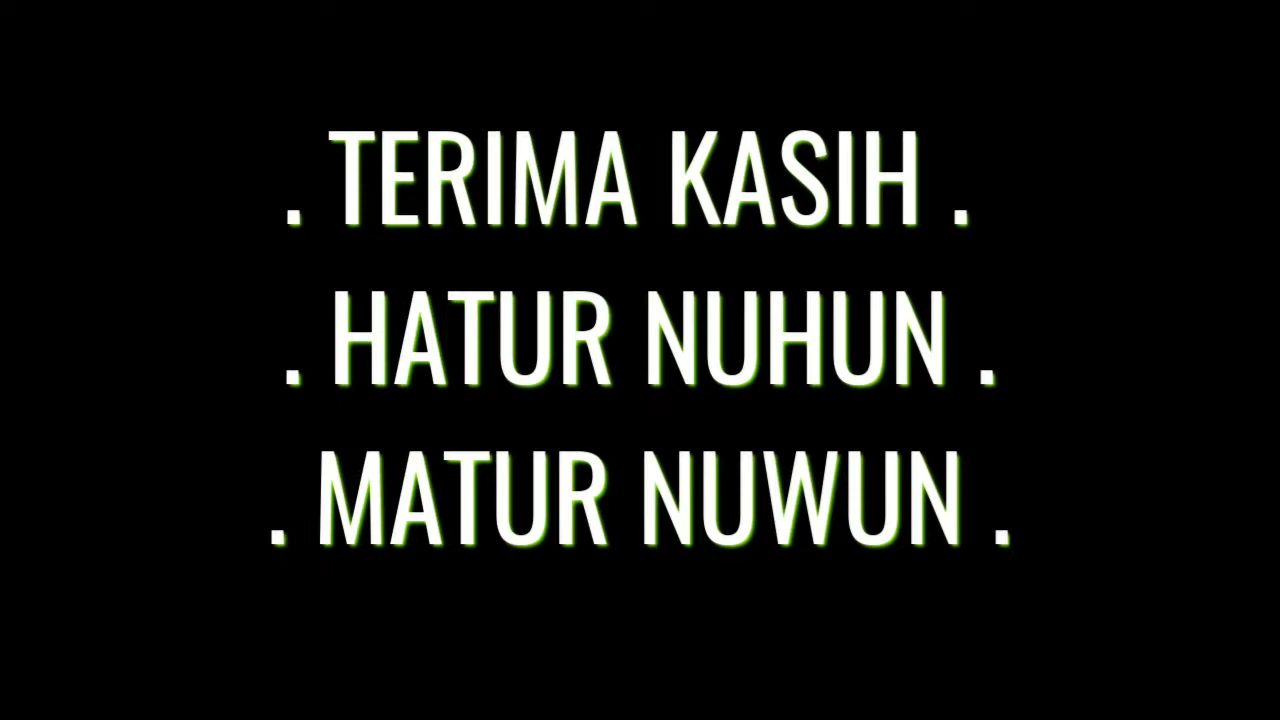 . TERIMA KASIH .
. HATUR NUHUN .
. MATUR NUWUN .